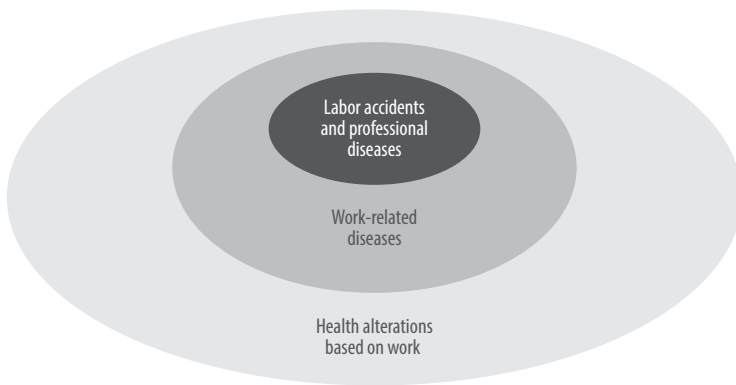 Labor accidents
and professional
diseases
Work-related
diseases
Health alterations
based on work